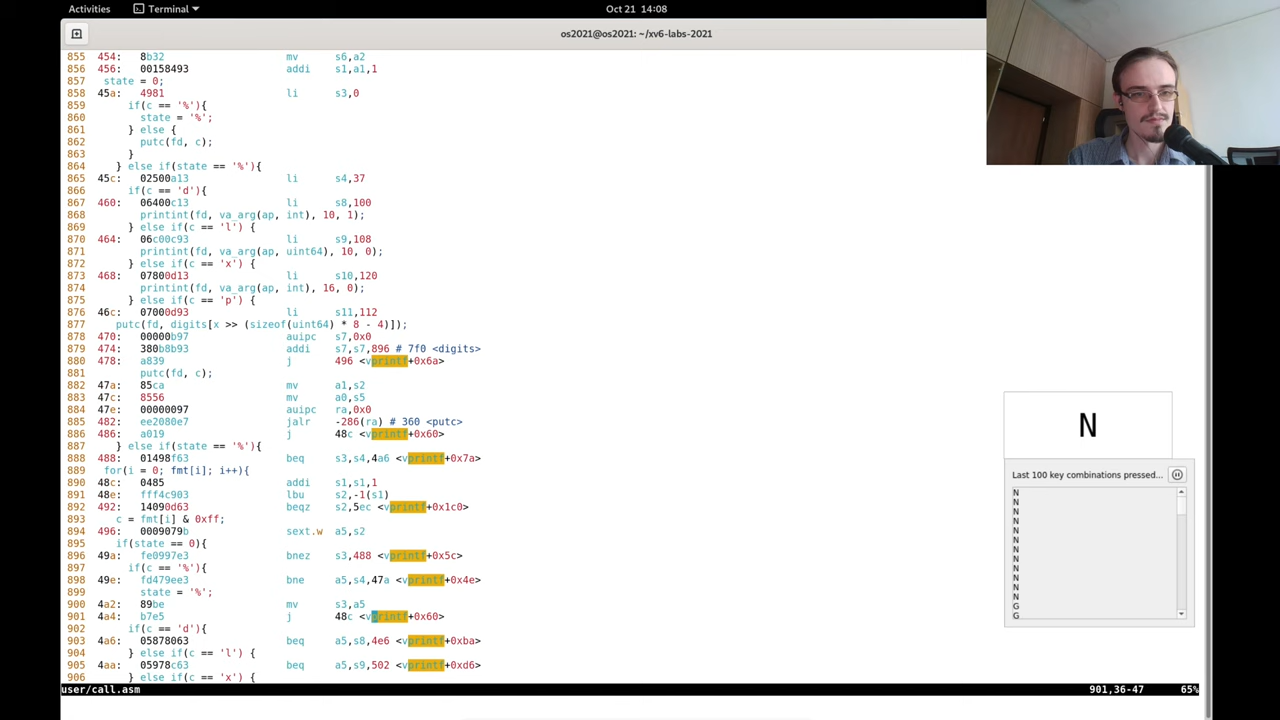 Activities Terminal Oct 21 14:08
os2021@os2021: ~/xv6-labs-2021
855 454: 8b32 mv s6,a2
856 456: 00158493 addi s1,a1,1
857 state = 0;
858 45a: 4981 li s3,0
859 if(c == '%'){
860 state = '%';
861 } else {
862 putc(fd, c);
863 }
864 } else if(state == '%'){
865 45c: 02500a13 li s4,37
866 if(c == 'd'){
867 460: 06400c13 li s8,100
868 printint(fd, va_arg(ap, int), 10, 1);
869 } else if(c == 'l') {
870 464: 06c00c93 li s9,108
871 printint(fd, va_arg(ap, uint64), 10, 0);
872 } else if(c == 'x') {
873 468: 07800d13 li s10,120
874 printint(fd, va_arg(ap, int), 16, 0);
875 } else if(c == 'p') {
876 46c: 07000d93 li s11,112
877 putc(fd, digits[x >> (sizeof(uint64) * 8 - 4)]);
878 470: 00000b97 auipc s7,0x0
879 474: 380b8b93 addi s7,s7,896 # 7f0 <digits>
880 478: a839 j 496 <vprintf+0x6a>
881 putc(fd, c);
882 47a: 85ca mv a1,s2
883 47c: 8556 mv a0,s5
884 47e: 00000097 auipc ra,0x0
885 482: ee2080e7 jalr -286(ra) # 360 <putc>
886 486: a019 j 48c <vprintf+0x60>
887 } else if(state == '%'){
888 488: 01498f63 beq s3,s4,4a6 <vprintf+0x7a>
889 for(i = 0; fmt[i]; i++){
890 48c: 0485 addi s1,s1,1
891 48e: fff4c903 lbu s2,-1(s1)
892 492: 14090d63 beqz s2,5ec <vprintf+0x1c0>
893 c = fmt[i] & 0xff;
894 496: 0009079b sext.w a5,s2
895 if(state == 0){
896 49a: fe0997e3 bnez s3,488 <vprintf+0x5c>
897 if(c == '%'){
898 49e: fd479ee3 bne a5,s4,47a <vprintf+0x4e>
899 state = '%';
900 4a2: 89be mv s3,a5
901 4a4: b7e5 j 48c <vprintf+0x60>
902 if(c == 'd'){
903 4a6: 05878063 beq a5,s8,4e6 <vprintf+0xba>
904 } else if(c == 'l') {
905 4aa: 05978c63 beq a5,s9,502 <vprintf+0xd6>
906 } else if(c == 'x') {
user/call.asm 901,36-47 65%
N
Last 100 key combinations pressed...
N
N
N
N
N
N
N
N
N
N
N
N
G
G